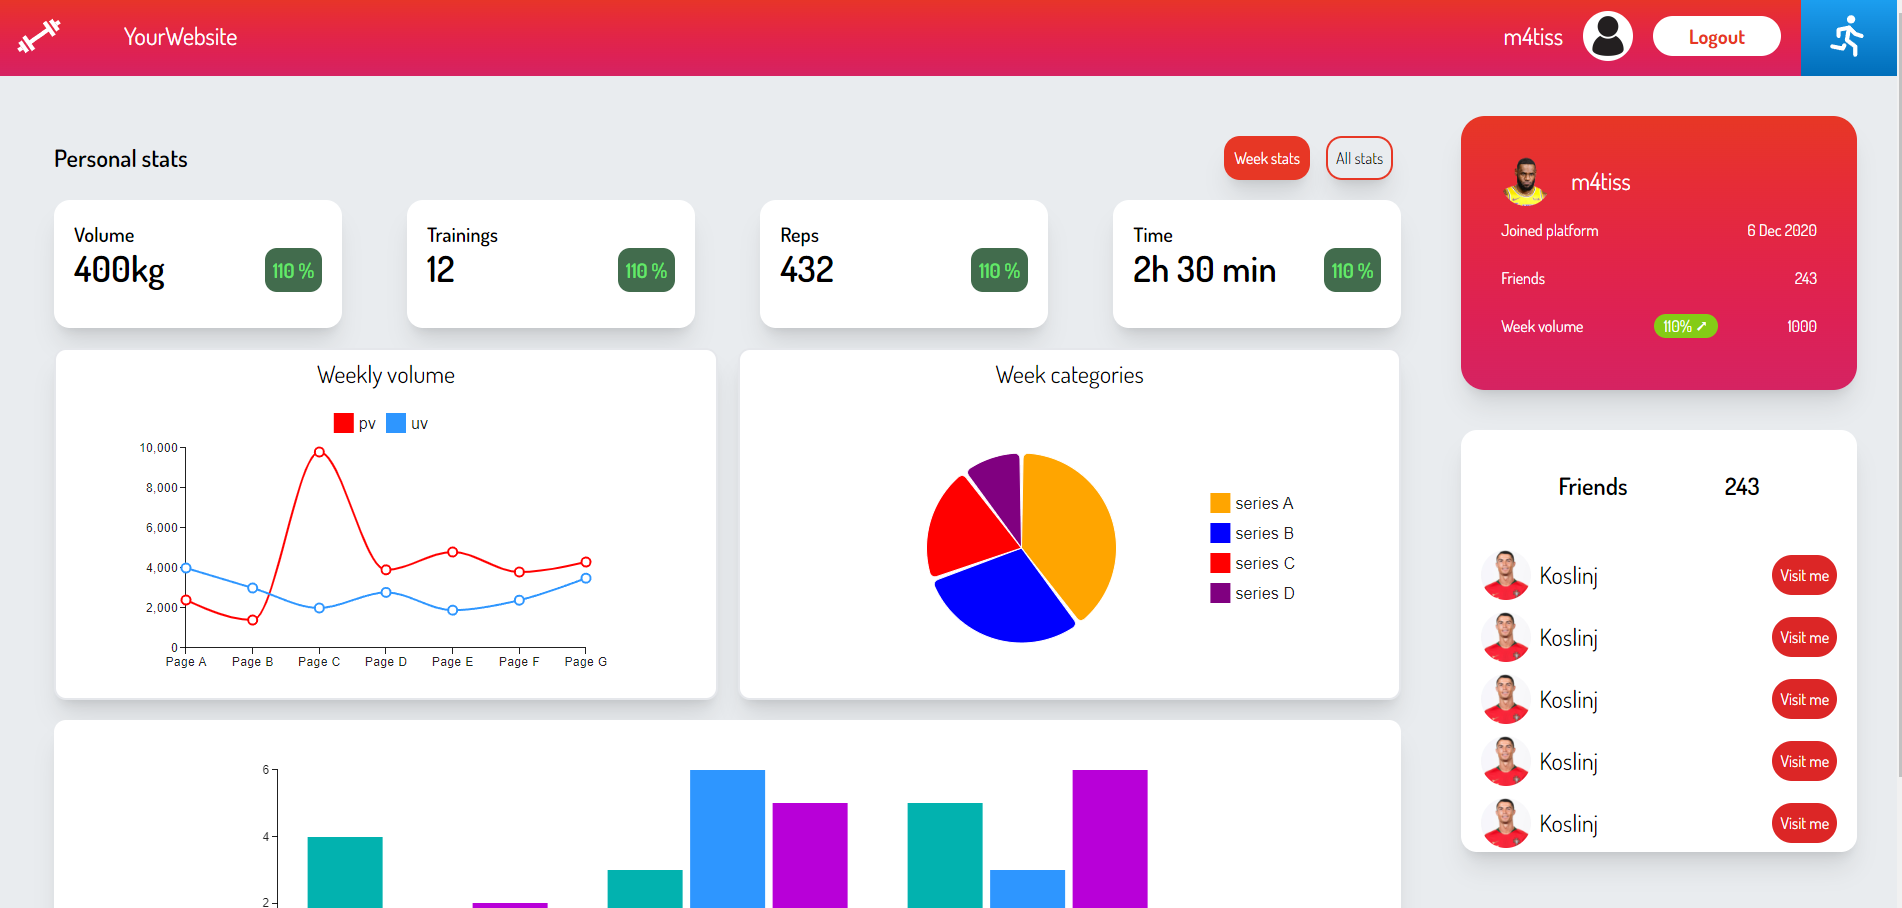 YourWebsite
m4tiss
Logout
Personal stats
Week stats
All stats
Volume
400kg
110 %
Trainings
12
110 %
Reps
432
110 %
Time
2h 30 min
110 %
m4tiss
Joined platform 6 Dec 2020
Friends 243
Week volume 110% 1000
Weekly volume
pv uv
10,000
8,000
6,000
4,000
2,000
0
Page A Page B Page C Page D Page E Page F Page G
Week categories
series A
series B
series C
series D
Friends 243
Koslinj Visit me
Koslinj Visit me
Koslinj Visit me
Koslinj Visit me
Koslinj Visit me
6
4
2